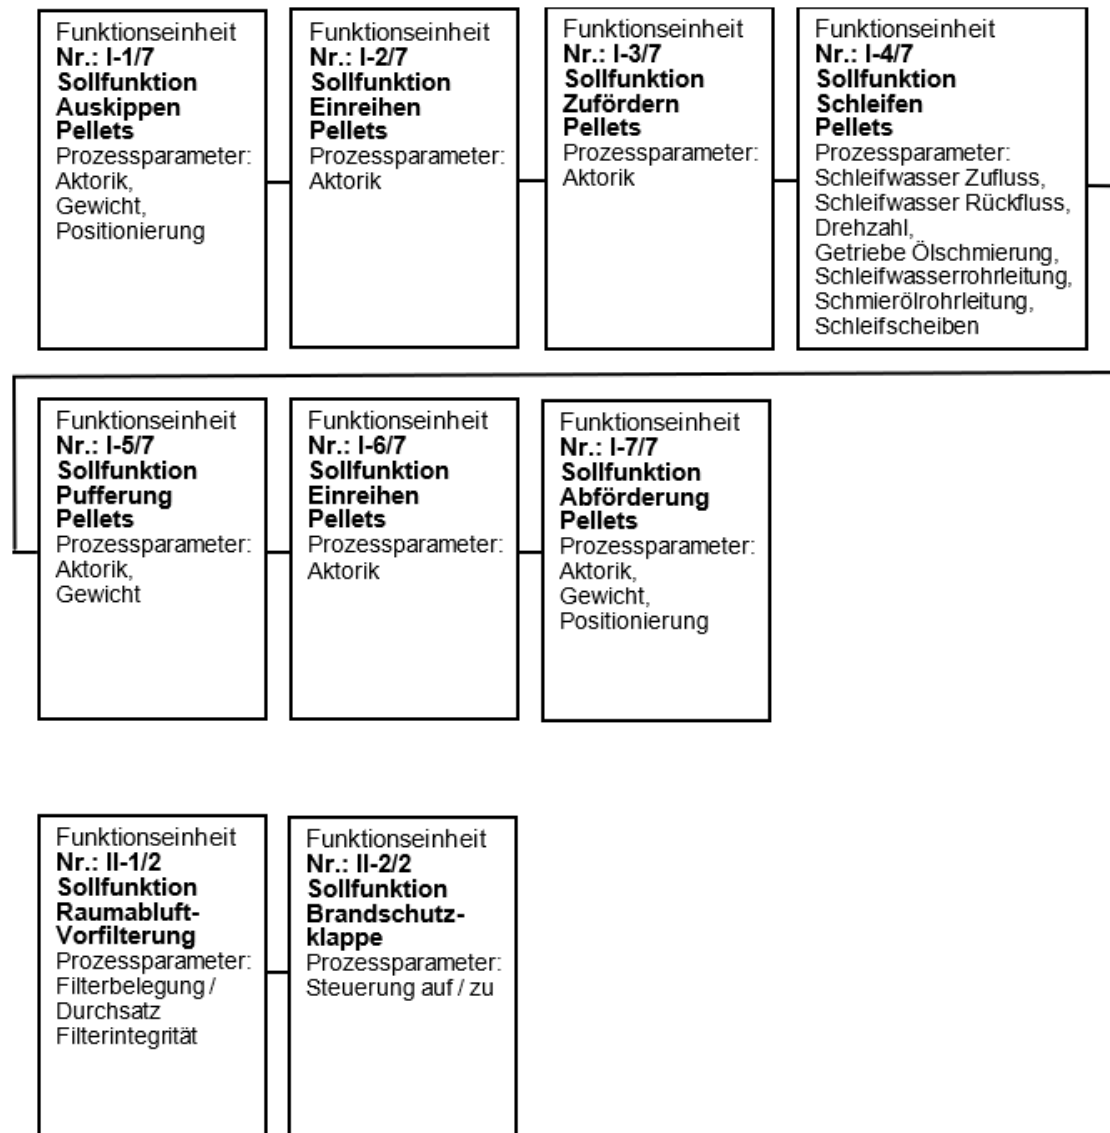 Funktionseinheit
Nr.: I-1/7
Sollfunktion
Auskippen
Pellets
Prozessparameter:
Aktorik,
Gewicht,
Positionierung
Funktionseinheit
Nr.: I-2/7
Sollfunktion
Einreihen
Pellets
Prozessparameter:
Aktorik
Funktionseinheit
Nr.: I-3/7
Sollfunktion
Zufördern
Pellets
Prozessparameter:
Aktorik
Funktionseinheit
Nr.: I-4/7
Sollfunktion
Schleifen
Pellets
Prozessparameter:
Schleifwasser Zufluss,
Schleifwasser Rückfluss,
Drehzahl,
Getriebe Ölschmierung,
Schleifwasserrohrleitung,
Schmierölrohrleitung,
Schleifscheiben
Funktionseinheit
Nr.: I-5/7
Sollfunktion
Pufferung
Pellets
Prozessparameter:
Aktorik,
Gewicht
Funktionseinheit
Nr.: I-6/7
Sollfunktion
Einreihen
Pellets
Prozessparameter:
Aktorik
Funktionseinheit
Nr.: I-7/7
Sollfunktion
Abförderung
Pellets
Prozessparameter:
Aktorik,
Gewicht,
Positionierung
Funktionseinheit
Nr.: II-1/2
Sollfunktion
Raumabluft-
Vorfilterung
Prozessparameter:
Filterbelegung /
Durchsatz
Filterintegrität
Funktionseinheit
Nr.: II-2/2
Sollfunktion
Brandschutz-
klappe
Prozessparameter:
Steuerung auf / zu